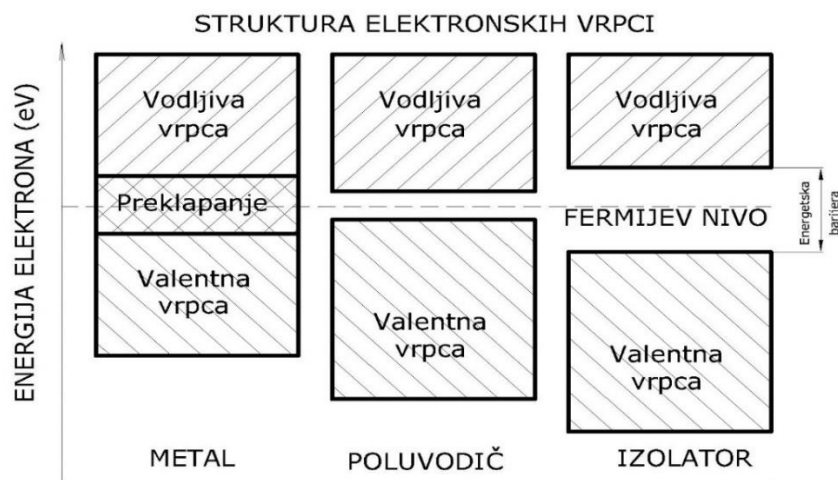 STRUKTURA ELEKTRONSKIH VRPCI
ENERGIJA ELEKTRONA (eV)
Vodljiva
vrpca
Preklapanje
Valentna
vrpca
METAL
Vodljiva
vrpca
Valentna
vrpca
POLUVODIČ
Vodljiva
vrpca
FERMIJEV NIVO
Energetska
barijera
Valentna
vrpca
IZOLATOR